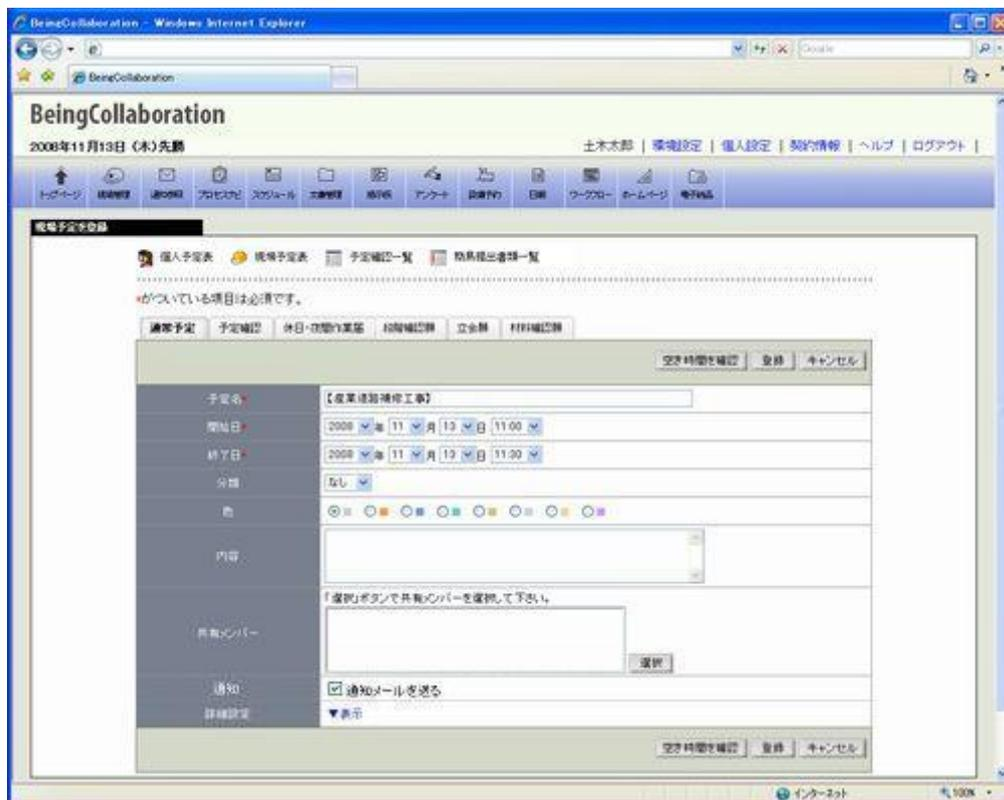 BeingCollaboration - Windows Internet Explorer
Google
BeingCollaboration
BeingCollaboration
2008年11月13日 (木)先勝
土木太郎 | 環境設定 | 個人設定 | 契約情報 | ヘルプ | ログアウト |
トップページ 現場管理 通知照会 プロセスナビ スケジュール 文書管理 掲示板 アンケート 設備予約 日報 ワークフロー ホームページ 電子納品
現場予定を登録
個人予定表 現場予定表 予定確認一覧 簡易提出書類一覧
*がついている項目は必須です。
通常予定 予定確認 休日・夜間作業届 段階確認願 立会願 材料確認願
空き時間を確認 登録 キャンセル
予定名* 【産業道路補修工事】
開始日* 2008 年 11 月 13 日 11:00
終了日* 2008 年 11 月 13 日 11:30
分類 なし
色
内容
「選択」ボタンで共有メンバーを選択して下さい。
共有メンバー
選択
通知 通知メールを送る
詳細設定 ▼表示
空き時間を確認 登録 キャンセル
インターネット 100%